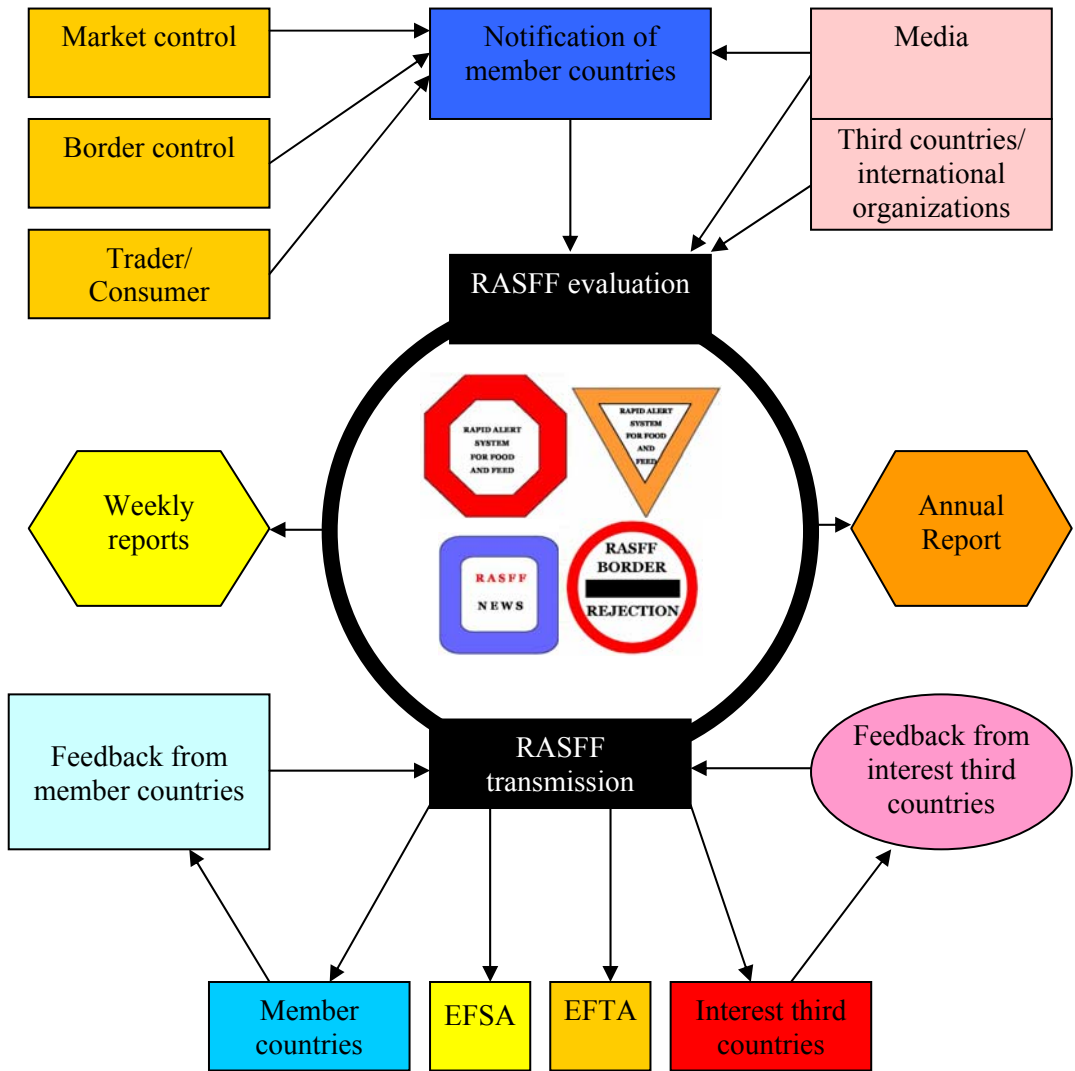 Market control
Notification of
member countries
Media
Border control
Third countries/
international
organizations
Trader/
Consumer
RASFF evaluation
RAPID ALERT
SYSTEM
FOR FOOD
AND FEED
RAPID ALERT
SYSTEM
FOR FOOD
AND
FEED
Weekly
reports
Annual
Report
RASFF
NEWS
RASFF
BORDER
REJECTION
Feedback from
member countries
RASFF
transmission
Feedback from
interest third
countries
Member
countries
EFSA
EFTA
Interest third
countries